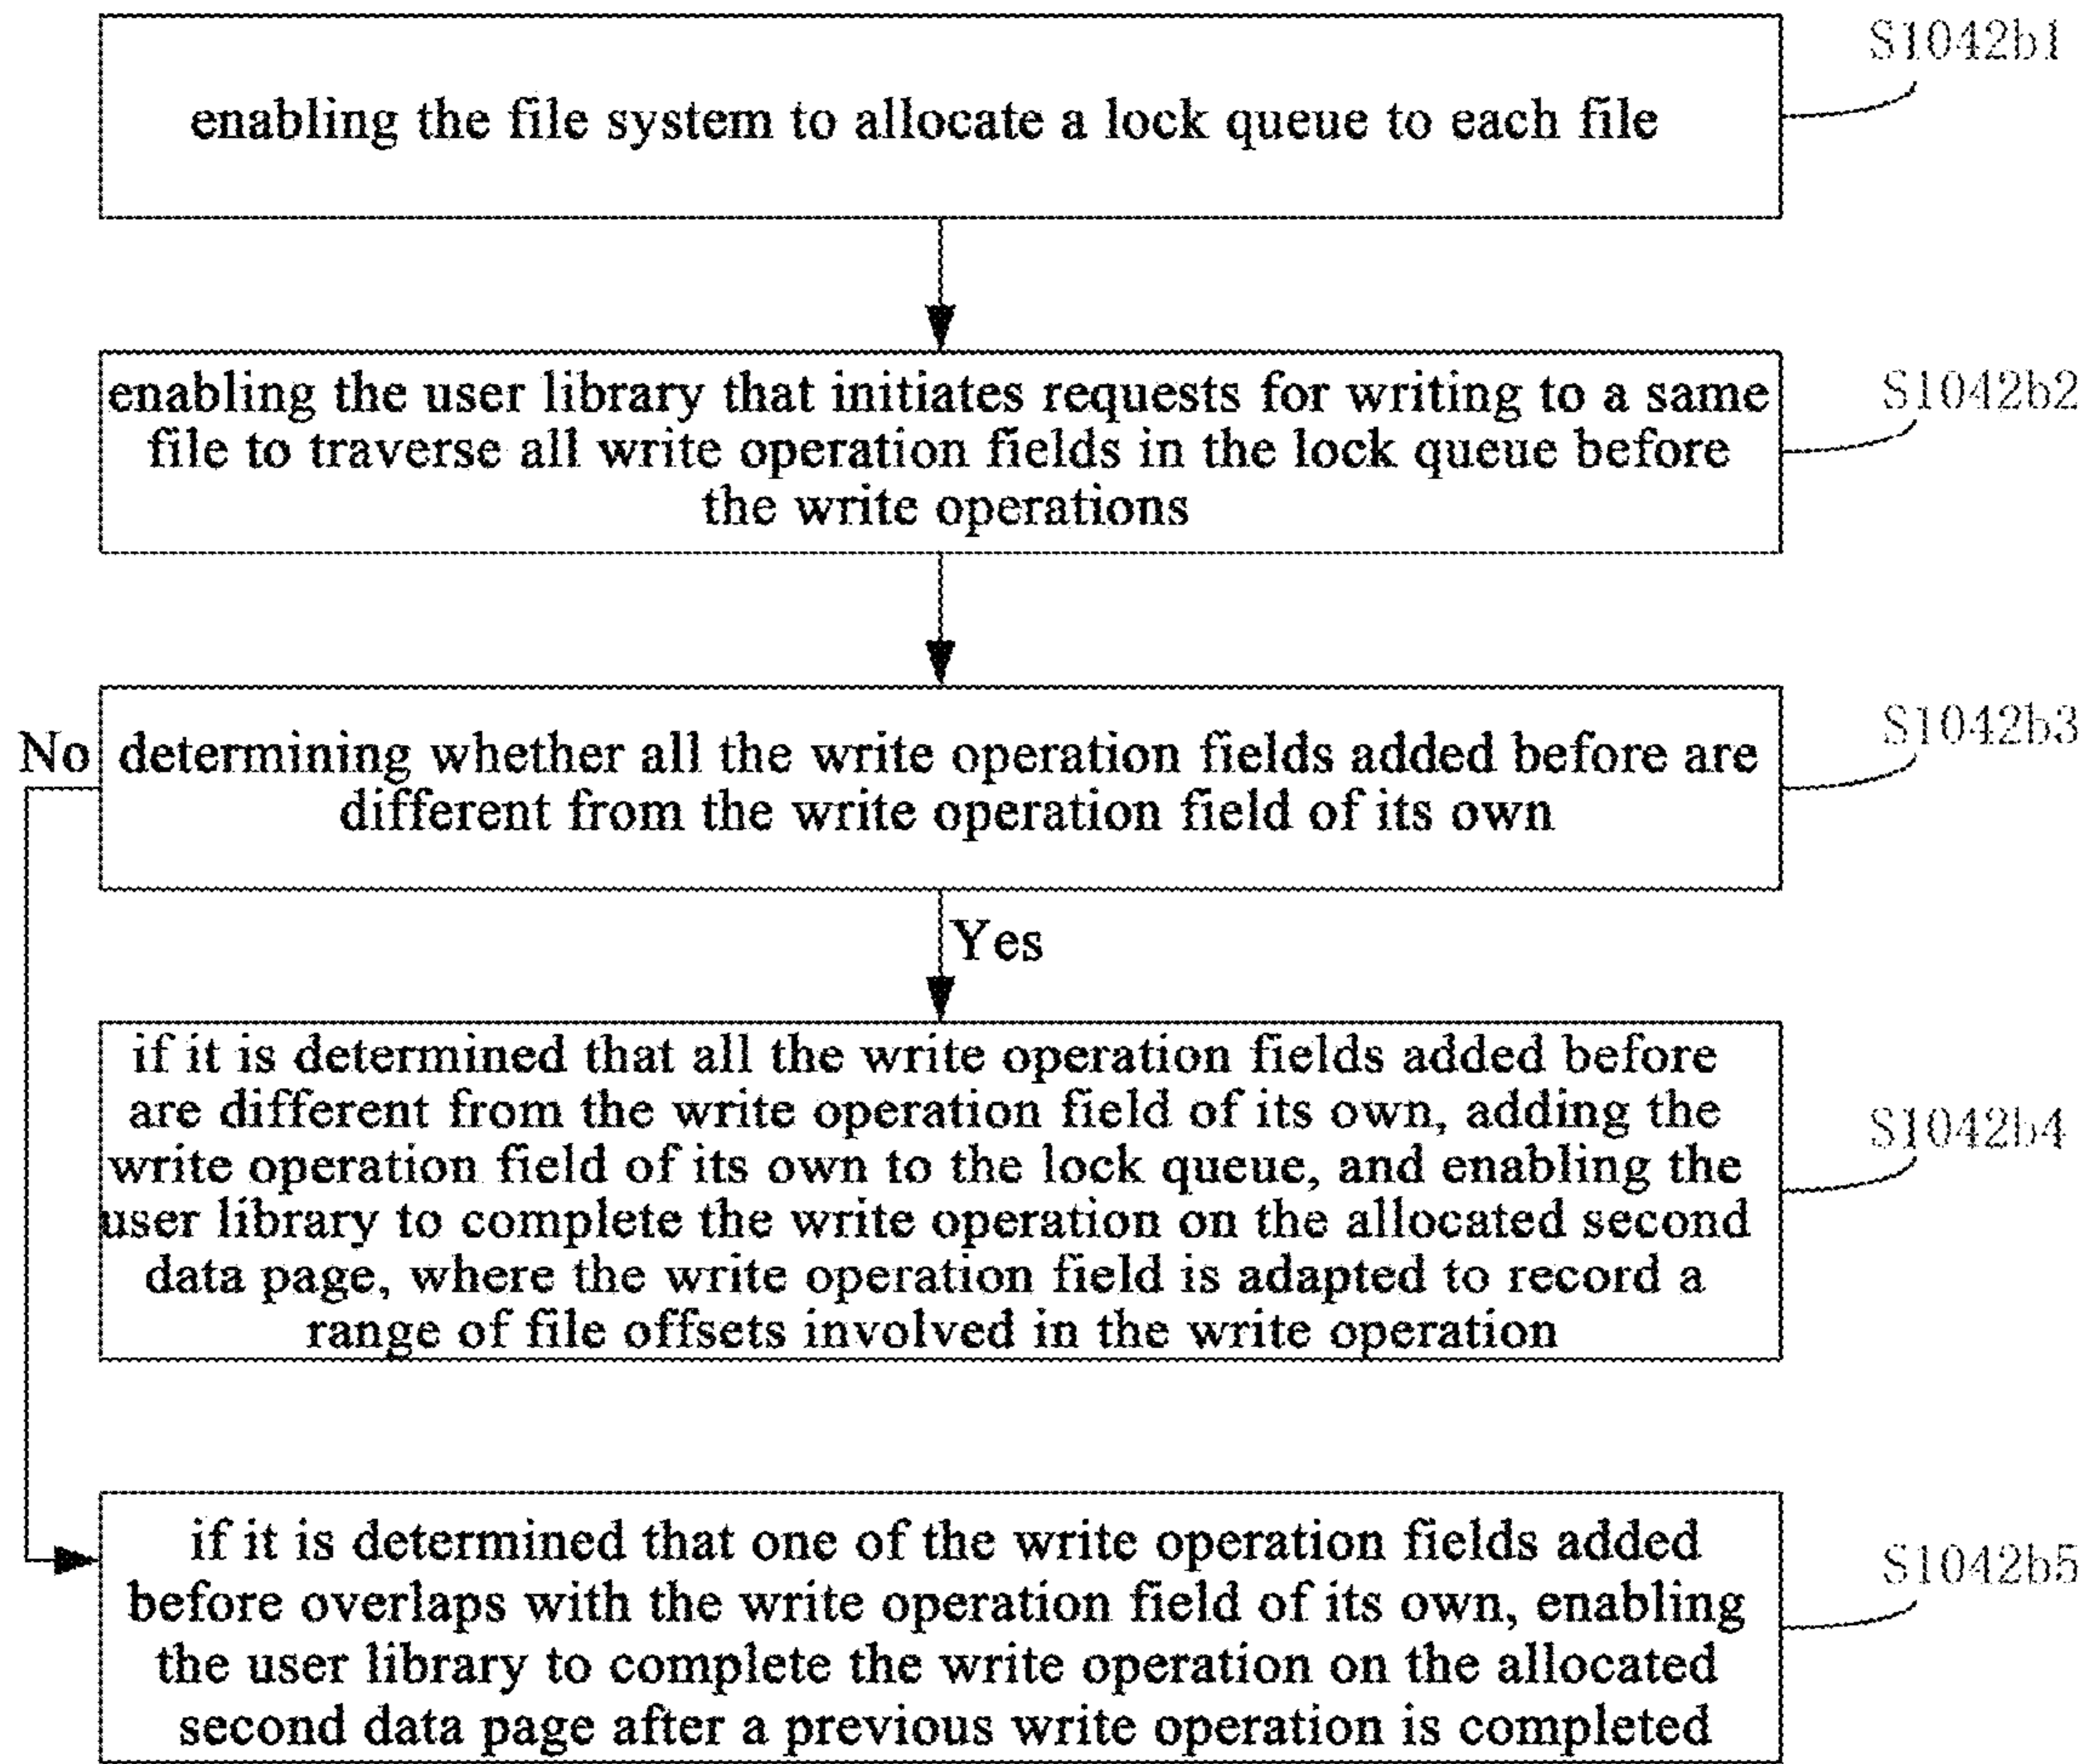 S1042b1
enabling the file system to allocate a lock queue to each file
enabling the user library that initiates requests for writing to a same
file to traverse all write operation fields in the lock queue before
the write operations
S1042b2
No
determining whether all the write operation fields added before are
different from the write operation field of its own
S1042b3
Yes
if it is determined that all the write operation fields added before
are different from the write operation field of its own, adding the
write operation field of its own to the lock queue, and enabling the
user library to complete the write operation on the allocated second
data page, where the write operation field is adapted to record a
range of file offsets involved in the write operation
S1042b4
if it is determined that one of the write operation fields added
before overlaps with the write operation field of its own, enabling
the user library to complete the write operation on the allocated
second data page after a previous write operation is completed
S1042b5